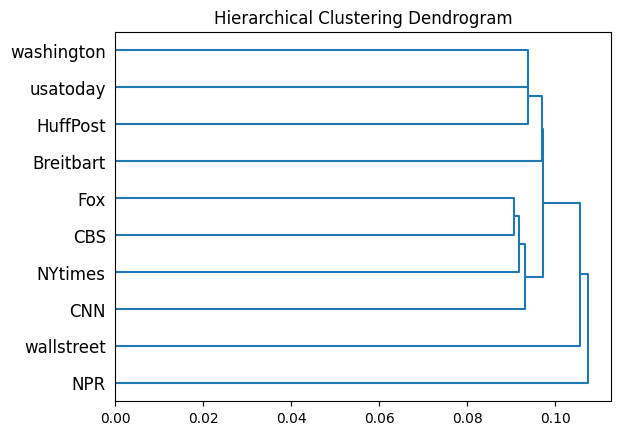 Hierarchical Clustering Dendrogram
washington
usatoday
HuffPost
Breitbart
Fox
CBS
NYtimes
CNN
wallstreet
NPR
0.00 0.02 0.04 0.06 0.08 0.10